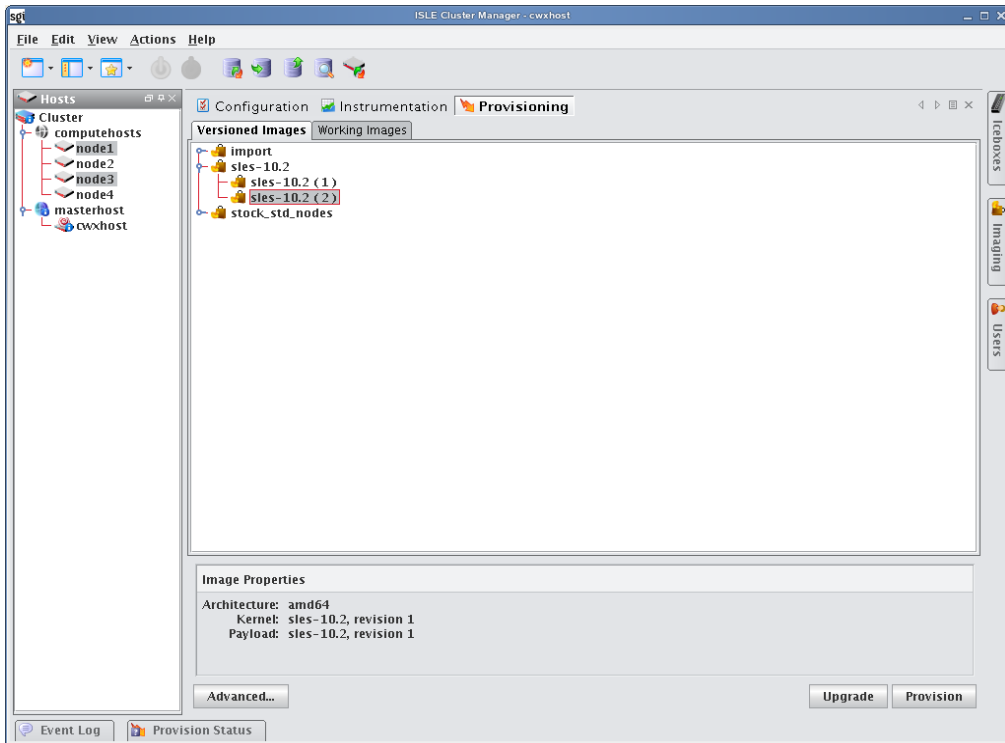 sgi
ISLE Cluster Manager - cwxhost
File Edit View Actions Help
Hosts
Cluster
computehosts
node1
node2
node3
node4
masterhost
cwxhost
Configuration Instrumentation Provisioning
Versioned Images Working Images
import
sles-10.2
sles-10.2 (1)
sles-10.2 (2)
stock_std_nodes
Image Properties
Architecture: amd64
Kernel: sles-10.2, revision 1
Payload: sles-10.2, revision 1
Advanced... Upgrade Provision
Iceboxes
Imaging
Users
Event Log Provision Status